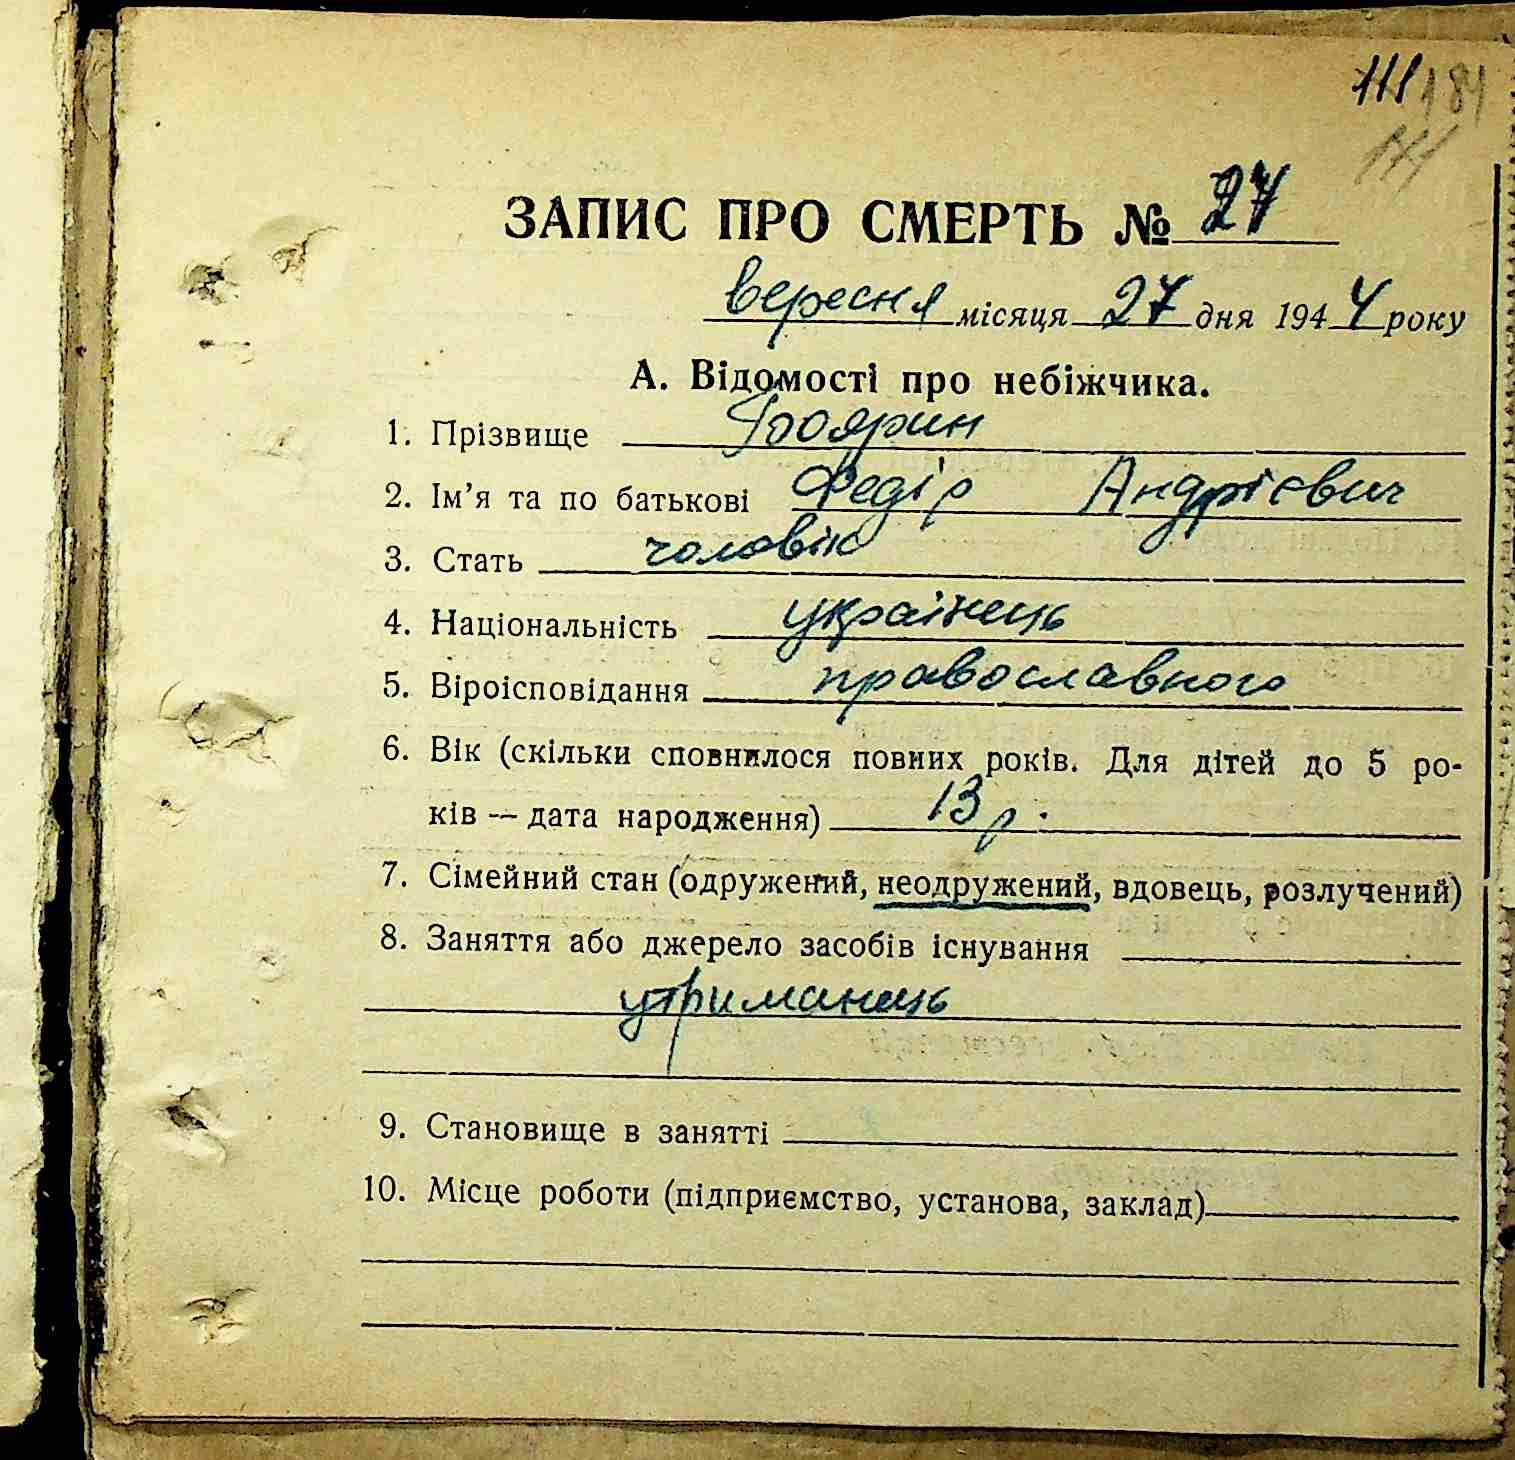 111 181
174
ЗАПИС ПРО СМЕРТЬ № 27
вересня місяця 27 дня 1944 року
А. Відомості про небіжчика.
1. Прізвище Боярин
2. Ім'я та по батькові Федір Андрієвич
3. Стать чоловік
4. Національність українець
5. Віроісповідання православного
6. Вік (скільки сповнилося повних років. Для дітей до 5 ро-
ків — дата народження) 13 р.
7. Сімейний стан (одружений, неодружений, вдовець, розлучений)
8. Заняття або джерело засобів існування
утриманець
9. Становище в занятті
10. Місце роботи (підприємство, установа, заклад)